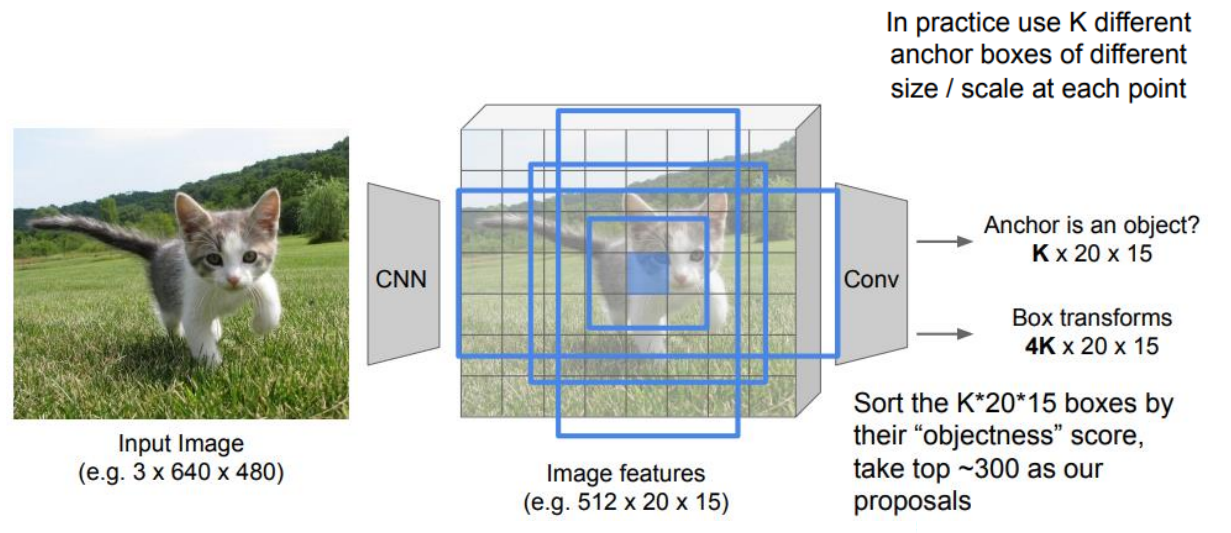 In practice use K different
anchor boxes of different
size / scale at each point
CNN
Conv
Anchor is an object?
K x 20 x 15
Box transforms
4K x 20 x 15
Input Image
(e.g. 3 x 640 x 480)
Image features
(e.g. 512 x 20 x 15)
Sort the K*20*15 boxes by
their “objectness” score,
take top ~300 as our
proposals